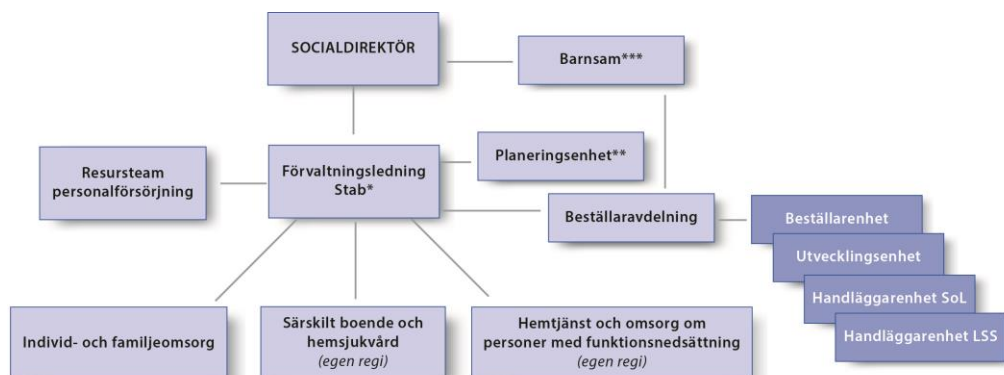 SOCIALDIREKTÖR
Barnsam***
Resursteam
personalförsörjning
Förvaltningsledning
Stab*
Planeringsenhet**
Beställaravdelning
Beställarenhet
Utvecklingsenhet
Handläggarenhet SoL
Handläggarenhet LSS
Individ- och familjeomsorg
Särskilt boende och
hemsjukvård
(egen regi)
Hemtjänst och omsorg om
personer med funktionsnedsättning
(egen regi)